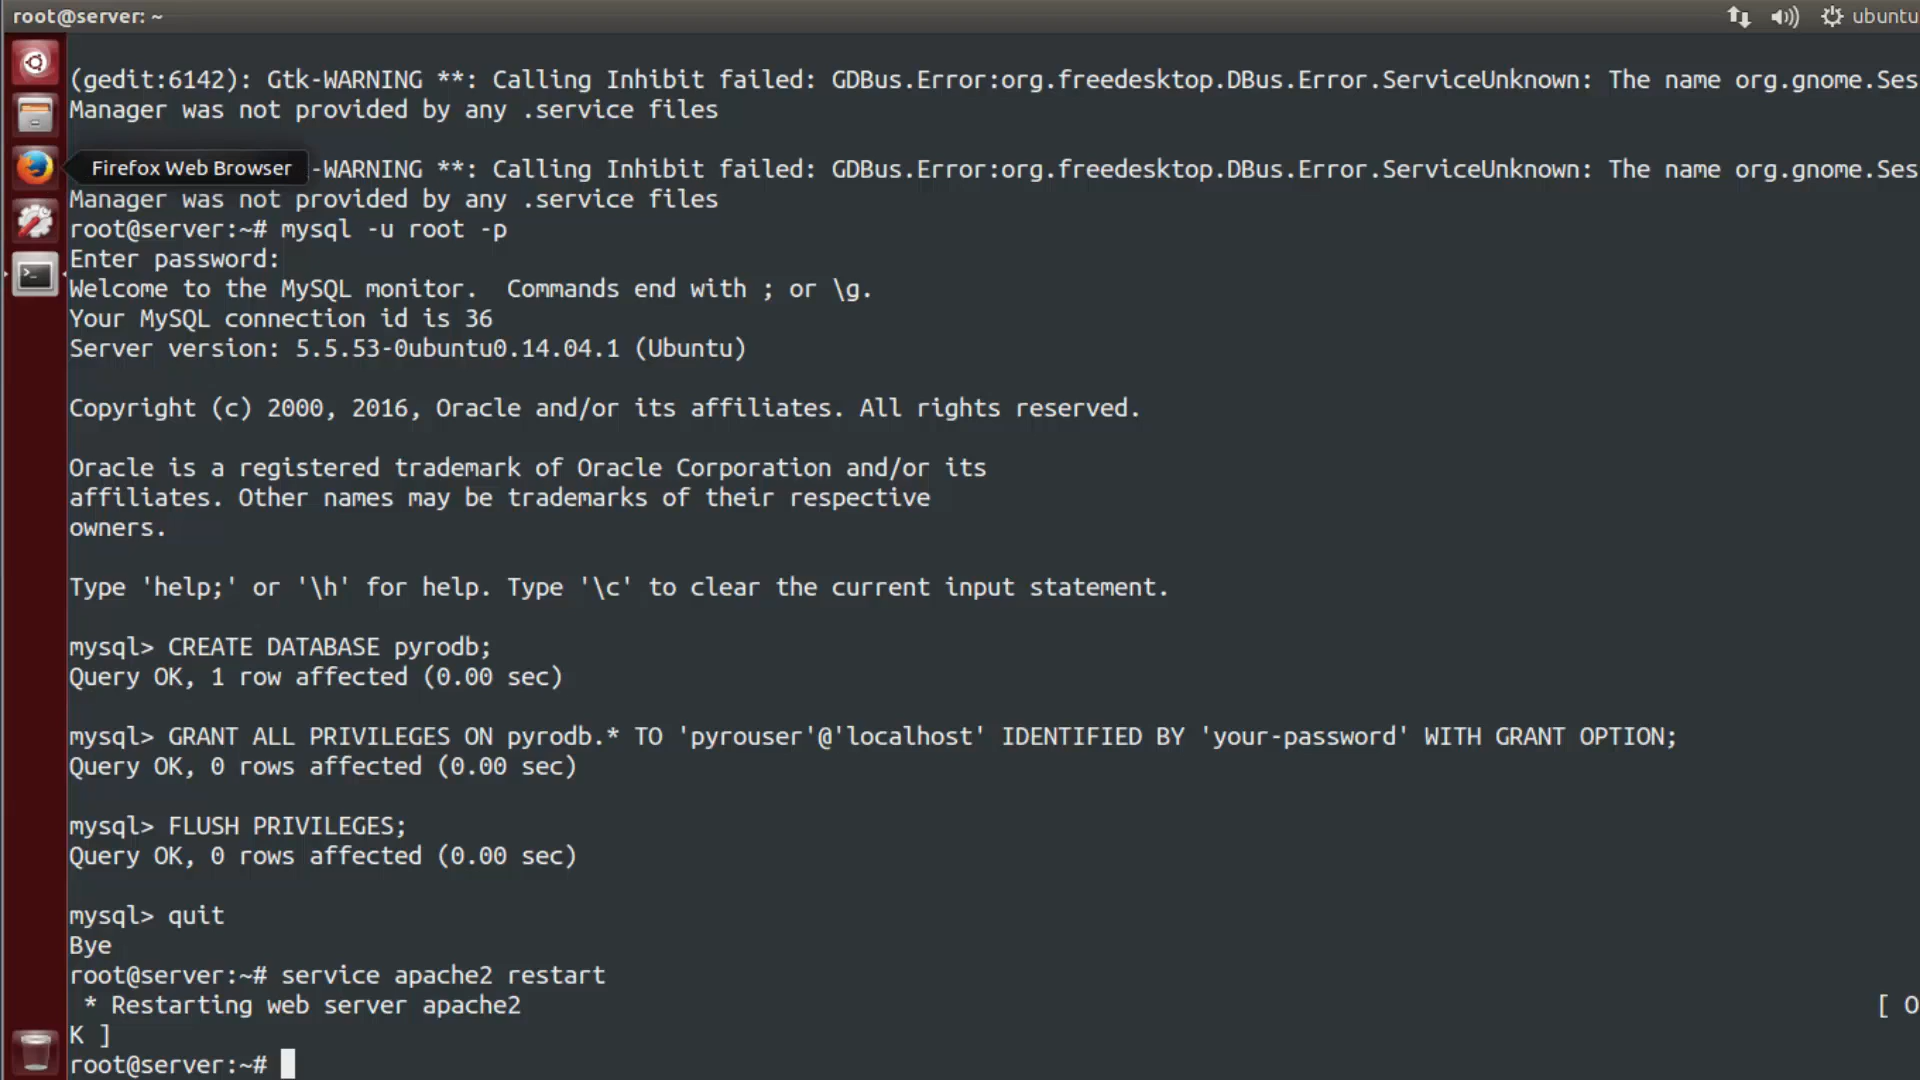 root@server: ~
ubuntu
(gedit:6142): Gtk-WARNING **: Calling Inhibit failed: GDBus.Error:org.freedesktop.DBus.Error.ServiceUnknown: The name org.gnome.Ses
Manager was not provided by any .service files
Firefox Web Browser
-WARNING **: Calling Inhibit failed: GDBus.Error:org.freedesktop.DBus.Error.ServiceUnknown: The name org.gnome.Ses
Manager was not provided by any .service files
root@server:~# mysql -u root -p
Enter password:
Welcome to the MySQL monitor.  Commands end with ; or \g.
Your MySQL connection id is 36
Server version: 5.5.53-0ubuntu0.14.04.1 (Ubuntu)
Copyright (c) 2000, 2016, Oracle and/or its affiliates. All rights reserved.
Oracle is a registered trademark of Oracle Corporation and/or its
affiliates. Other names may be trademarks of their respective
owners.
Type 'help;' or '\h' for help. Type '\c' to clear the current input statement.
mysql> CREATE DATABASE pyrodb;
Query OK, 1 row affected (0.00 sec)
mysql> GRANT ALL PRIVILEGES ON pyrodb.* TO 'pyrouser'@'localhost' IDENTIFIED BY 'your-password' WITH GRANT OPTION;
Query OK, 0 rows affected (0.00 sec)
mysql> FLUSH PRIVILEGES;
Query OK, 0 rows affected (0.00 sec)
mysql> quit
Bye
root@server:~# service apache2 restart
 * Restarting web server apache2 [ O
K ]
root@server:~#